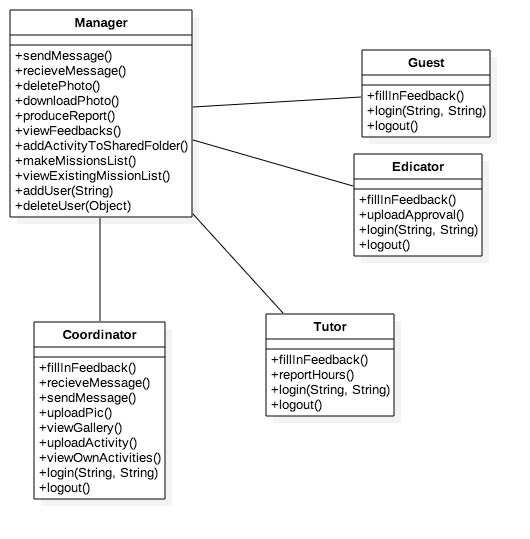 Manager
+sendMessage()
+recieveMessage()
+deletePhoto()
+downloadPhoto()
+produceReport()
+viewFeedbacks()
+addActivityToSharedFolder()
+makeMissionsList()
+viewExistingMissionList()
+addUser(String)
+deleteUser(Object)
Guest
+fillInFeedback()
+login(String, String)
+logout()
Edicator
+fillInFeedback()
+uploadApproval()
+login(String, String)
+logout()
Coordinator
+fillInFeedback()
+recieveMessage()
+sendMessage()
+uploadPic()
+viewGallery()
+uploadActivity()
+viewOwnActivities()
+login(String, String)
+logout()
Tutor
+fillInFeedback()
+reportHours()
+login(String, String)
+logout()